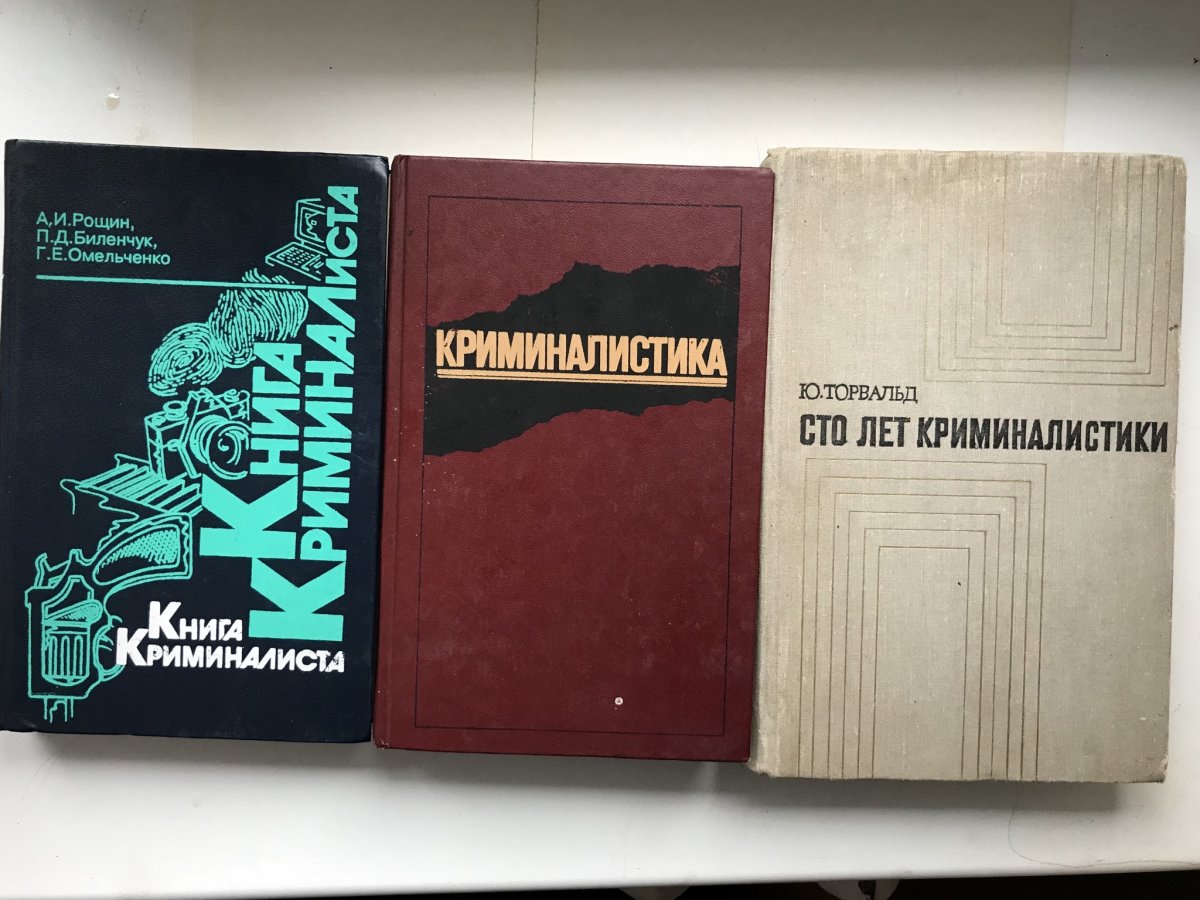 А.И.Рощин,
П.Д.Биленчук,
Г.Е.Омельченко
Книга
Криминалиста
Книга
Криминалиста
КРИМИНАЛИСТИКА
Ю.ТОРВАЛЬД
СТО ЛЕТ КРИМИНАЛИСТИКИ